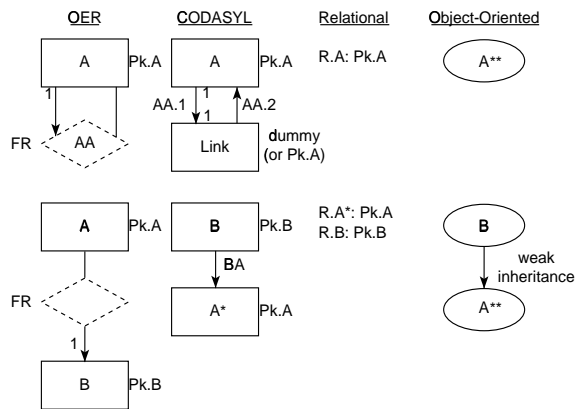 OER CODASYL Relational Object-Oriented
A Pk.A A Pk.A R.A: Pk.A A**
1 AA.1 1 AA.2
1
FR AA Link dummy
(or Pk.A)
A Pk.A B Pk.B R.A*: Pk.A B
R.B: Pk.B
BA weak
inheritance
FR A* Pk.A A**
1
B Pk.B